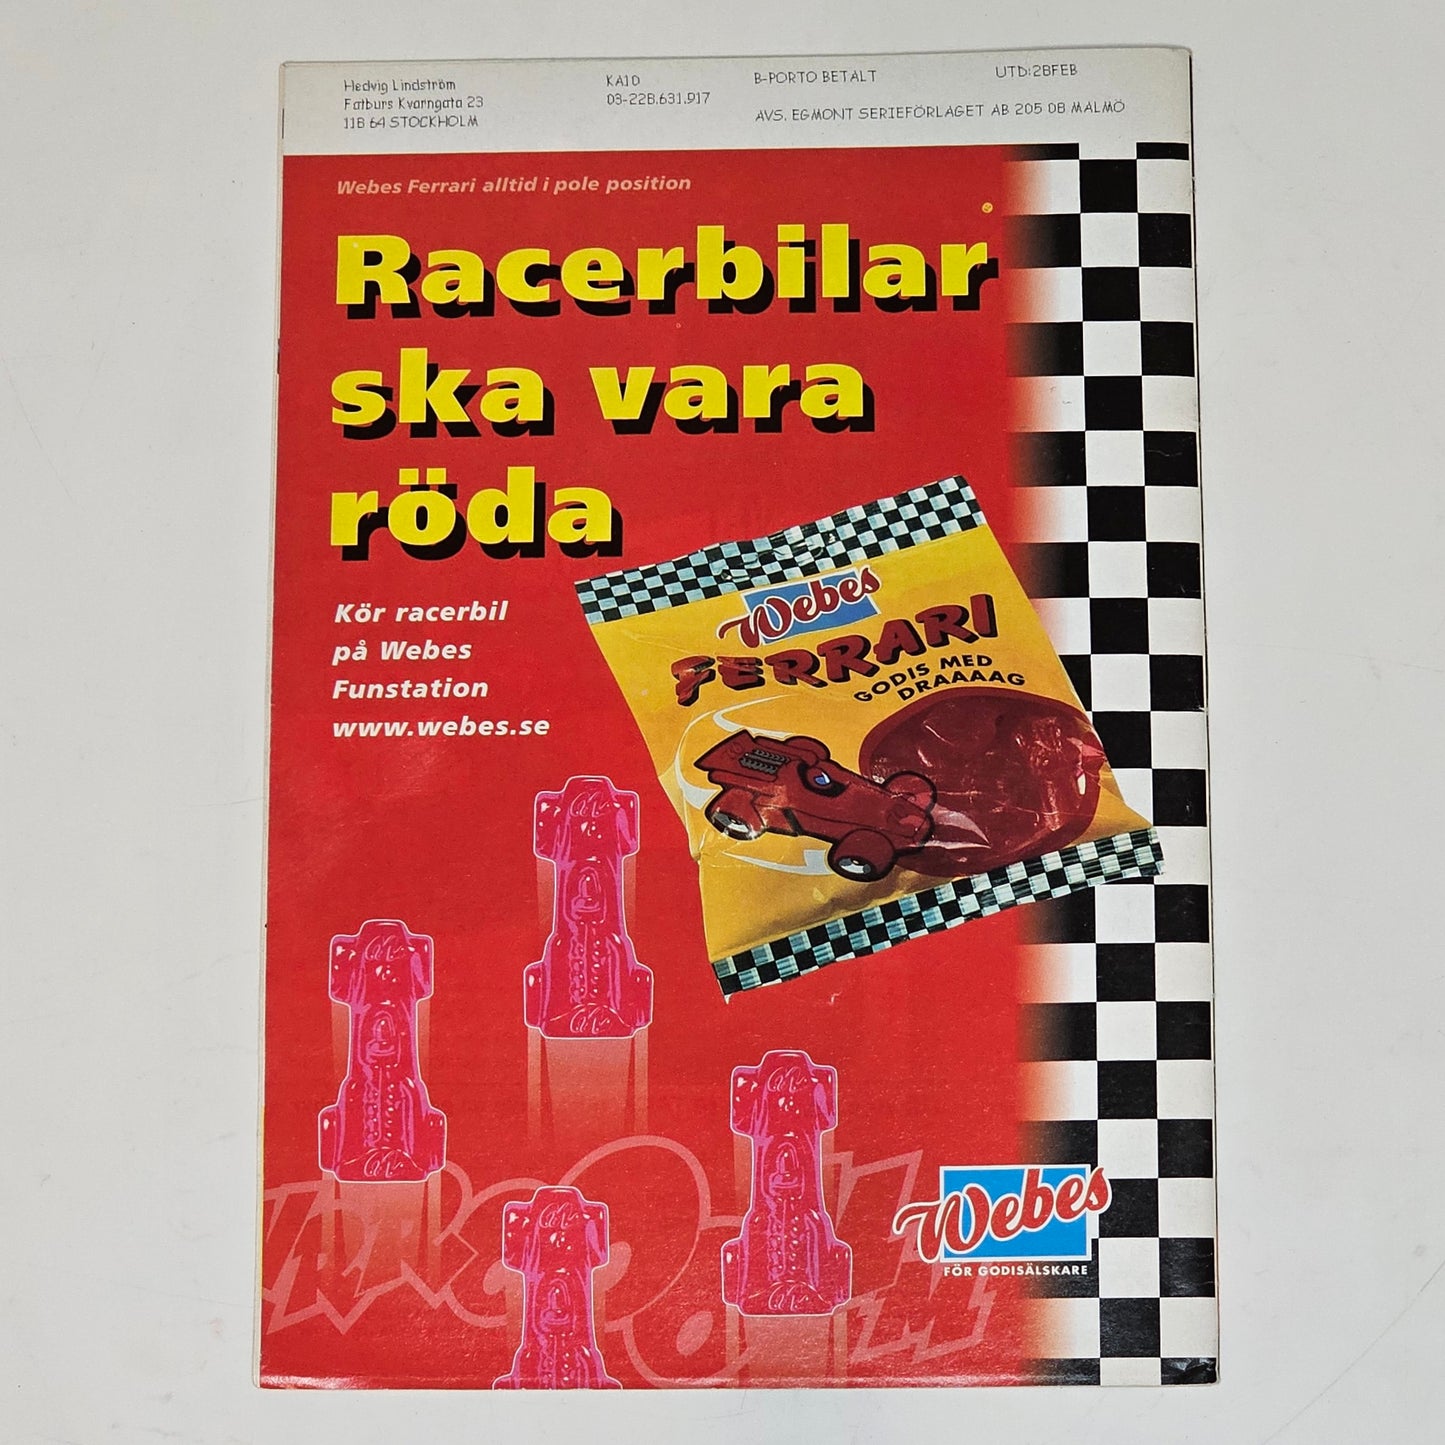 Hedvig Lindström
Fatburs Kvarngata 23
118 64 STOCKHOLM
KA1D
03-228.631.917
B-PORTO BETALT
UTD:28FEB
AVS. EGMONT SERIEFÖRLAGET AB 205 08 MALMÖ
Webes Ferrari alltid i pole position
Racerbilar
ska vara
röda
Kör racerbil
på Webes
Funstation
www.webes.se
Webes
FERRARI
GODIS MED
DRAAAAG
Webes
FÖR GODISÄLSKARE